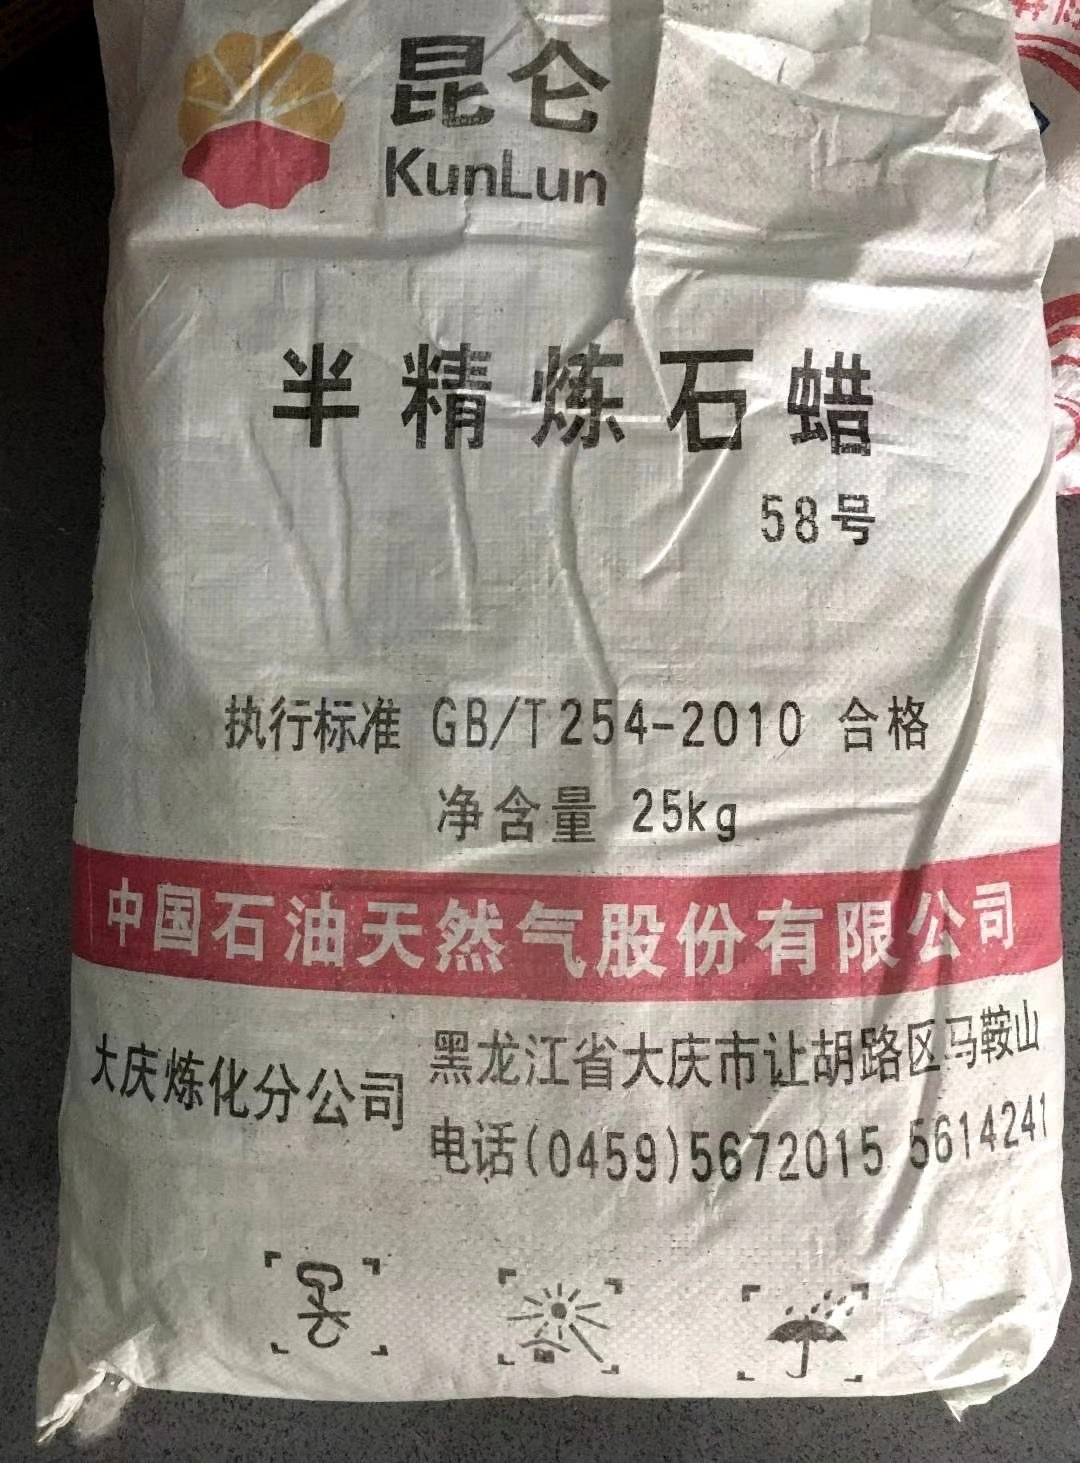 昆仑
KunLun
半精炼石蜡
58号
执行标准 GB/T254-2010 合格
净含量 25kg
中国石油天然气股份有限公司
大庆炼化分公司
黑龙江省大庆市让胡路区马鞍山
电话(0459)5672015 5614241